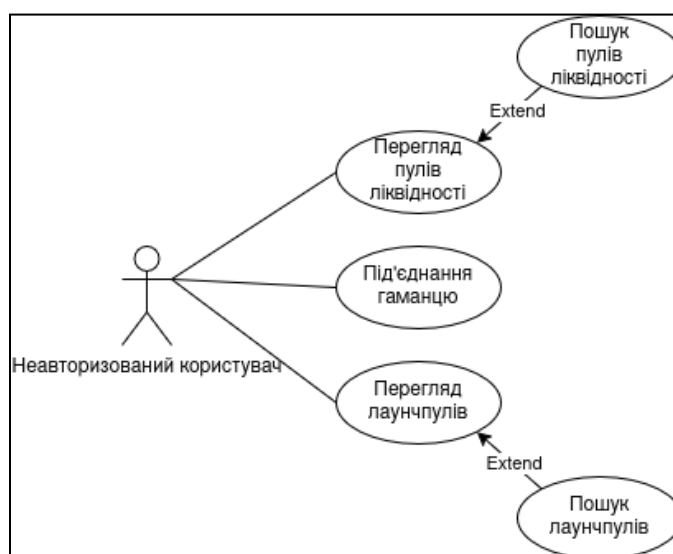 Пошук
пулів
ліквідності
Extend
Перегляд
пулів
ліквідності
Під'єднання
гаманцю
Неавторизований користувач
Перегляд
лаунчпулів
Extend
Пошук
лаунчпулів